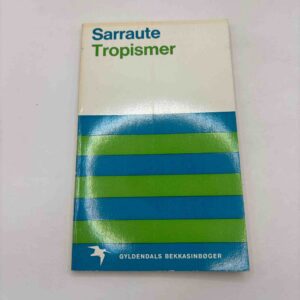 Sarraute
Tropismer
GYLDENDALS BEKKASINBØGER